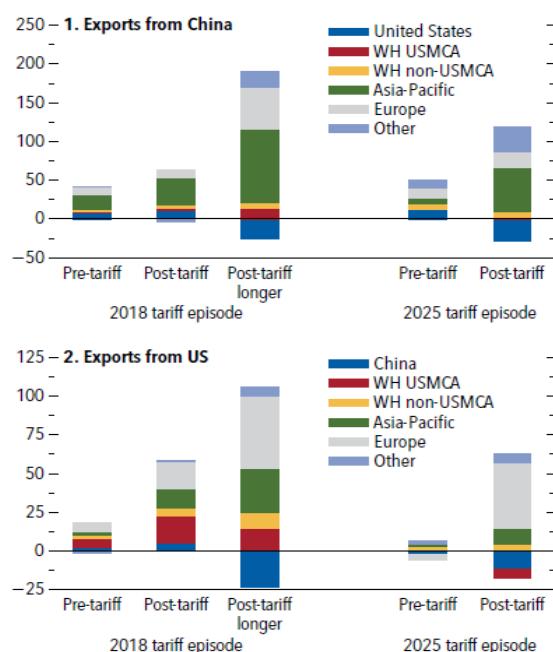 1. Exports from China
250
200
150
100
50
0
−50
United States
WH USMCA
WH non-USMCA
Asia-Pacific
Europe
Other
Pre-tariff Post-tariff Post-tariff longer Pre-tariff Post-tariff
2018 tariff episode 2025 tariff episode
2. Exports from US
125
100
75
50
25
0
−25
China
WH USMCA
WH non-USMCA
Asia-Pacific
Europe
Other
Pre-tariff Post-tariff Post-tariff longer Pre-tariff Post-tariff
2018 tariff episode 2025 tariff episode